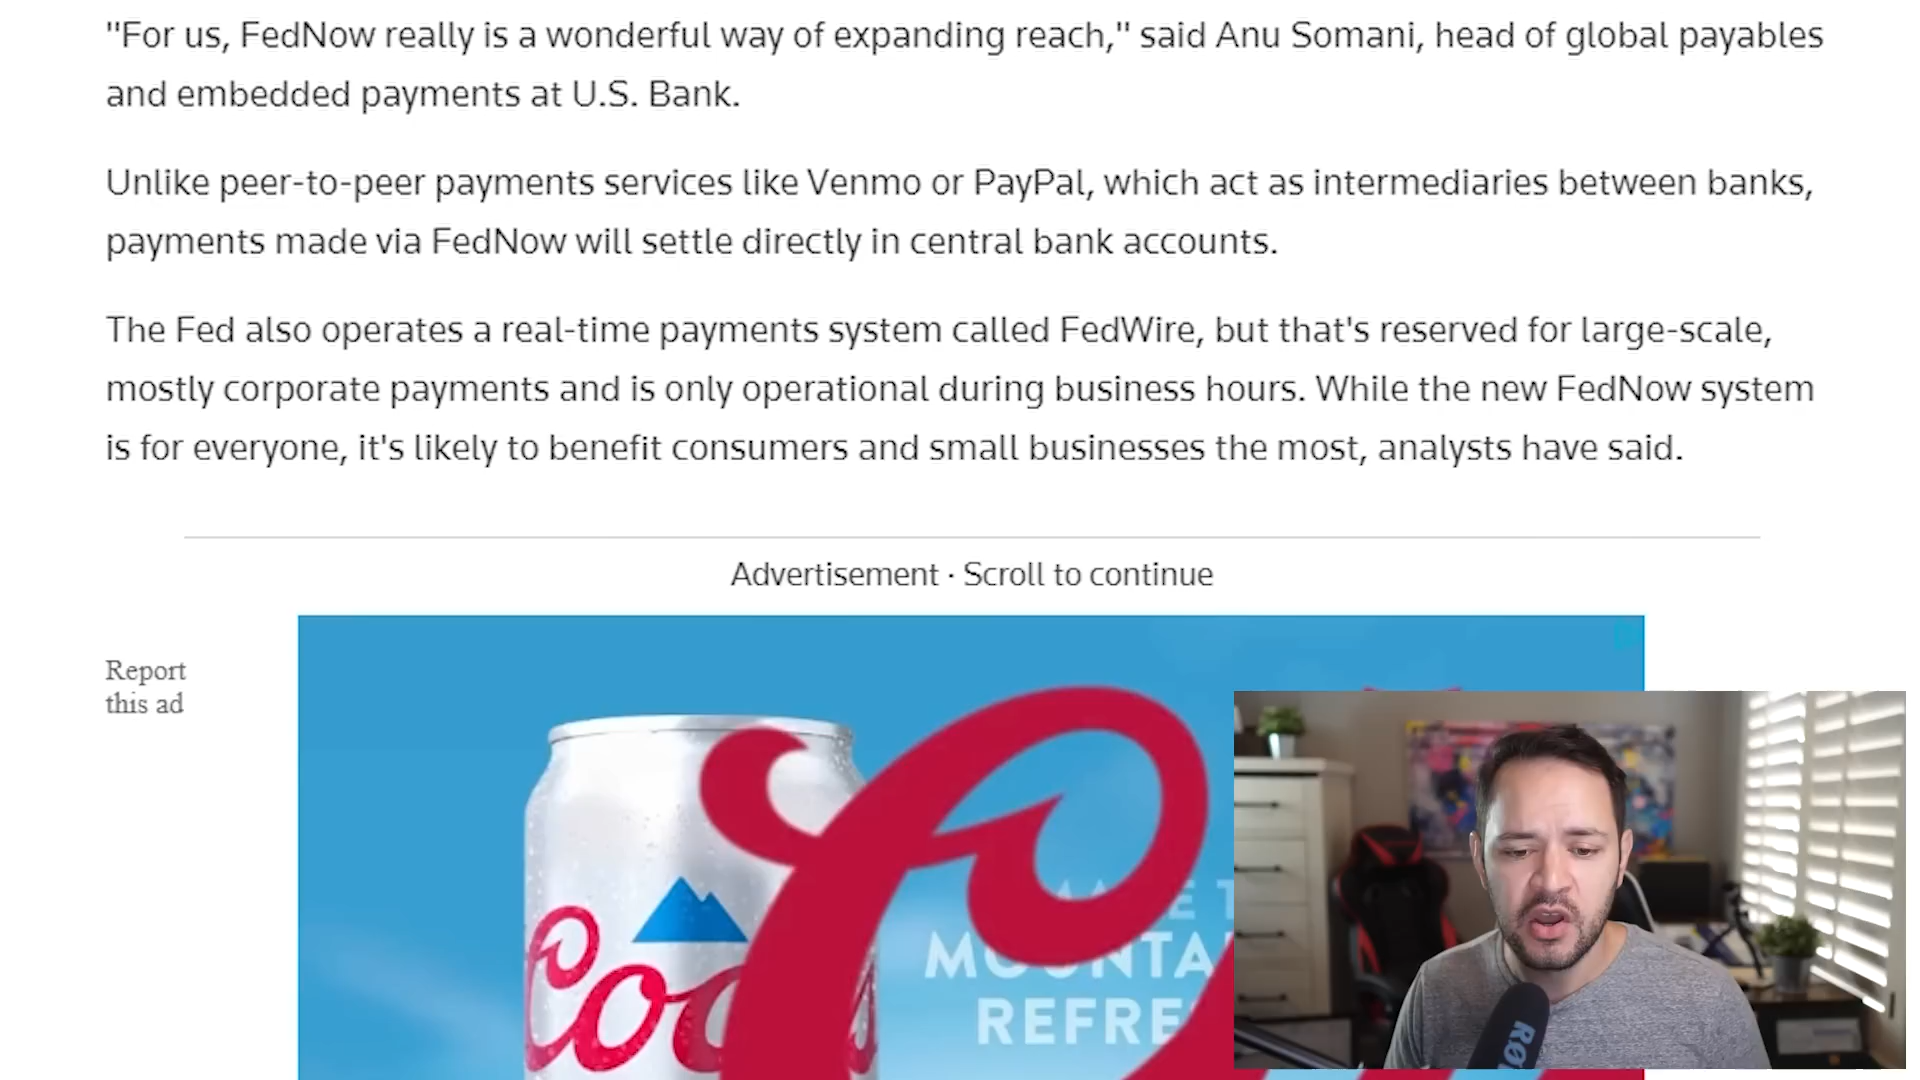 "For us, FedNow really is a wonderful way of expanding reach," said Anu Somani, head of global payables
and embedded payments at U.S. Bank.
Unlike peer-to-peer payments services like Venmo or PayPal, which act as intermediaries between banks,
payments made via FedNow will settle directly in central bank accounts.
The Fed also operates a real-time payments system called FedWire, but that's reserved for large-scale,
mostly corporate payments and is only operational during business hours. While the new FedNow system
is for everyone, it's likely to benefit consumers and small businesses the most, analysts have said.
Advertisement · Scroll to continue
Report
this ad
Coo
MOUNTA
REFRE
RØ